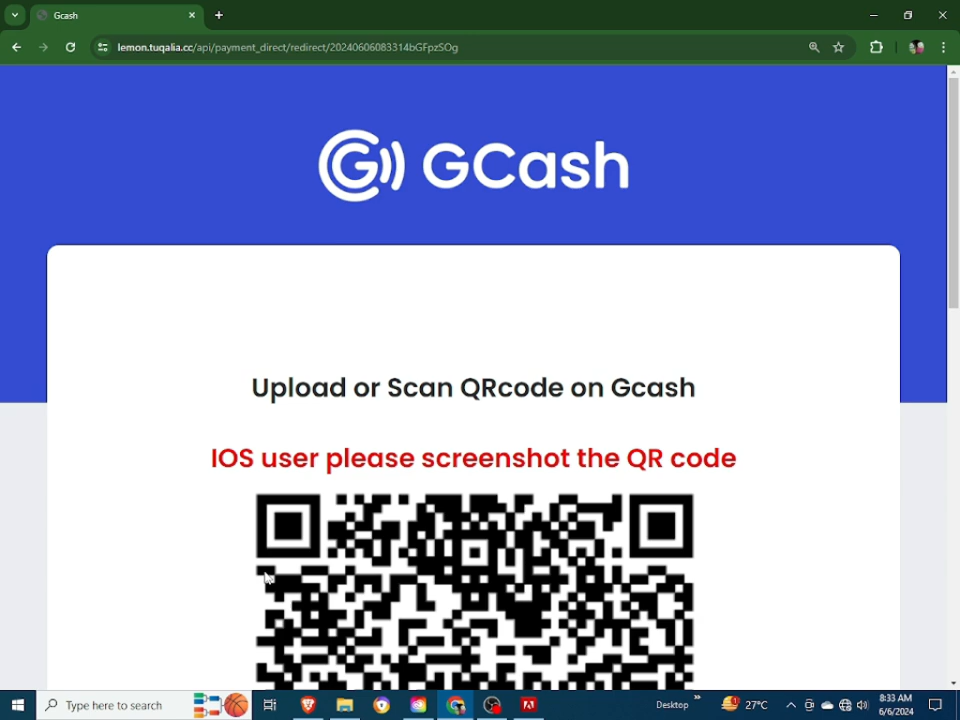 Gcash
lemon.tuqalia.cc/api/payment_direct/redirect/20240606083314bGFpzSOg
GCash
Upload or Scan QRcode on Gcash
IOS user please screenshot the QR code
Type here to search
Desktop
27°C
8:33 AM
6/6/2024